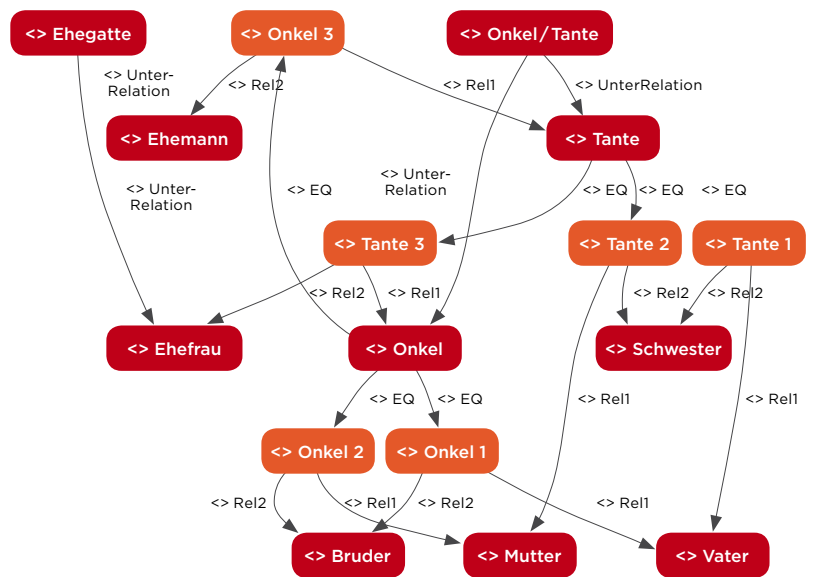 <> Ehegatte
<> Onkel 3
<> Onkel/Tante
<> Unter-
Relation
<> Rel2
<> Rel1
<> UnterRelation
<> Ehemann
<> Tante
<> Unter-
Relation
<> EQ
<> Unter-
Relation
<> EQ
<> EQ
<> EQ
<> Tante 3
<> Tante 2
<> Tante 1
<> Rel2
<> Rel1
<> Rel2
<> Rel2
<> Ehefrau
<> Onkel
<> Schwester
<> EQ
<> EQ
<> Rel1
<> Rel1
<> Onkel 2
<> Onkel 1
<> Rel2
<> Rel1
<> Rel2
<> Rel1
<> Bruder
<> Mutter
<> Vater